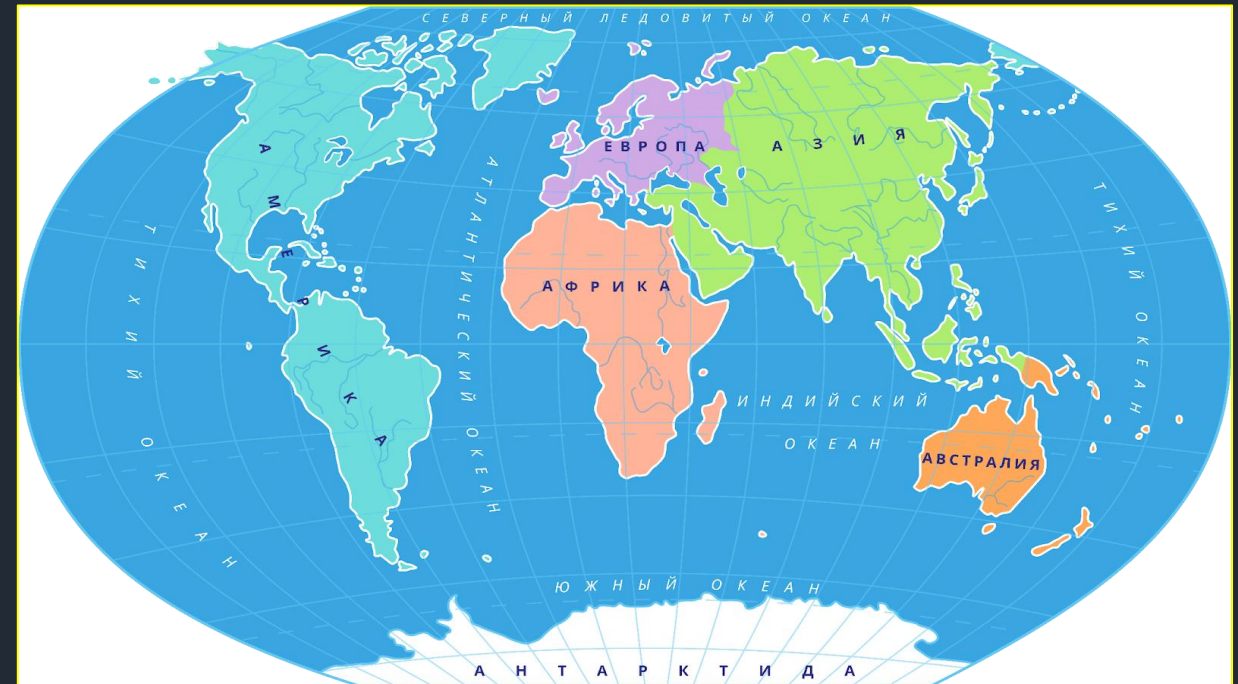 СЕВЕРНЫЙ ЛЕДОВИТЫЙ ОКЕАН
ЕВРОПА
АЗИЯ
АМЕРИКА
АТЛАНТИЧЕСКИЙ ОКЕАН
ТИХИЙ ОКЕАН
ТИХИЙ ОКЕАН
АФРИКА
ИНДИЙСКИЙ
ОКЕАН
АВСТРАЛИЯ
ЮЖНЫЙ ОКЕАН
АНТАРКТИДА